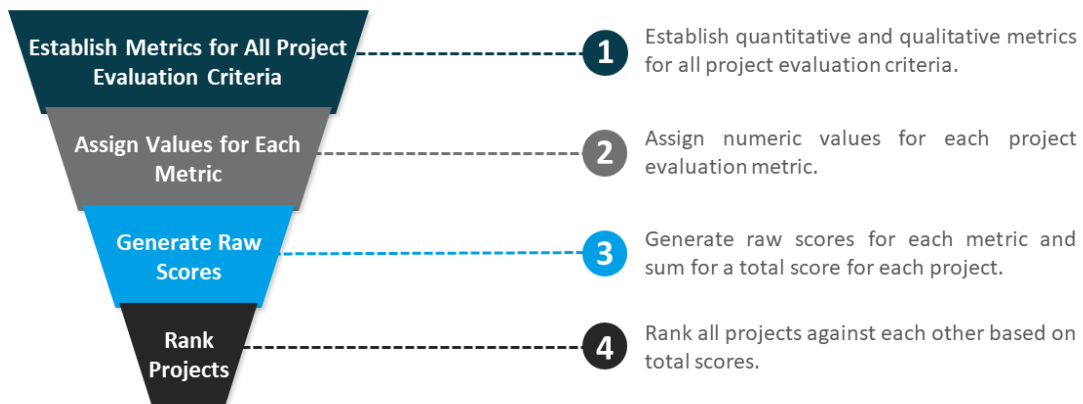 Establish Metrics for All Project
Evaluation Criteria
1
Establish quantitative and qualitative metrics
for all project evaluation criteria.
Assign Values for Each
Metric
2
Assign numeric values for each project
evaluation metric.
Generate Raw
Scores
3
Generate raw scores for each metric and
sum for a total score for each project.
Rank
Projects
4
Rank all projects against each other based on
total scores.